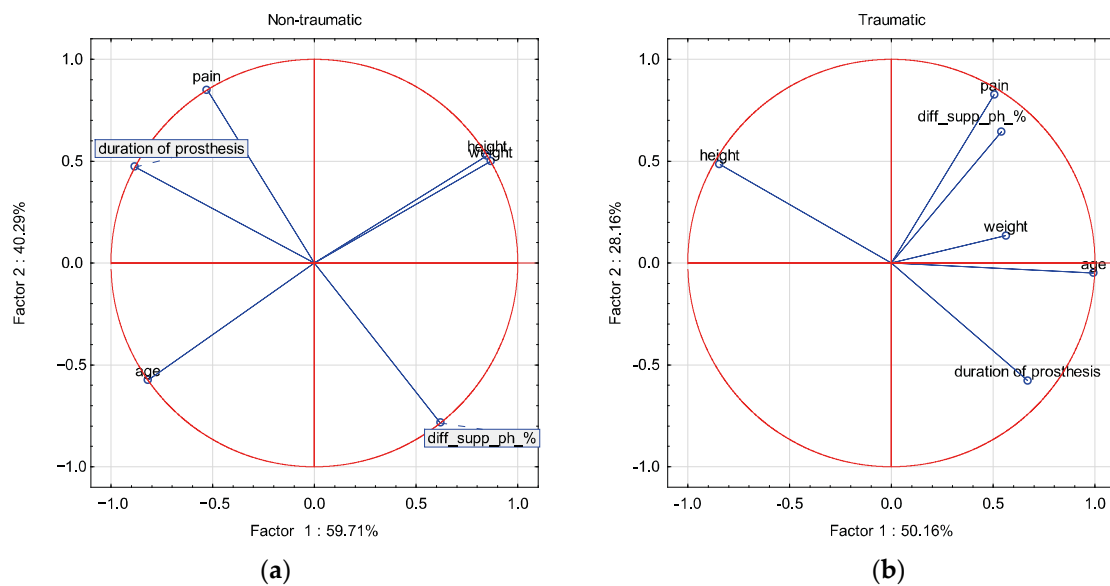 Non-traumatic
1.0
0.5
0.0
−0.5
−1.0
−1.0
−0.5
0.0
0.5
1.0
Factor 2 : 40.29%
Factor 1 : 59.71%
pain
duration of prosthesis
height
weight
age
diff_supp_ph_%
(a)
Traumatic
1.0
0.5
0.0
-0.5
-1.0
−1.0
−0.5
0.0
0.5
1.0
Factor 2 : 28.16%
Factor 1 : 50.16%
pain
diff_supp_ph_%
height
weight
age
duration of prosthesis
(b)